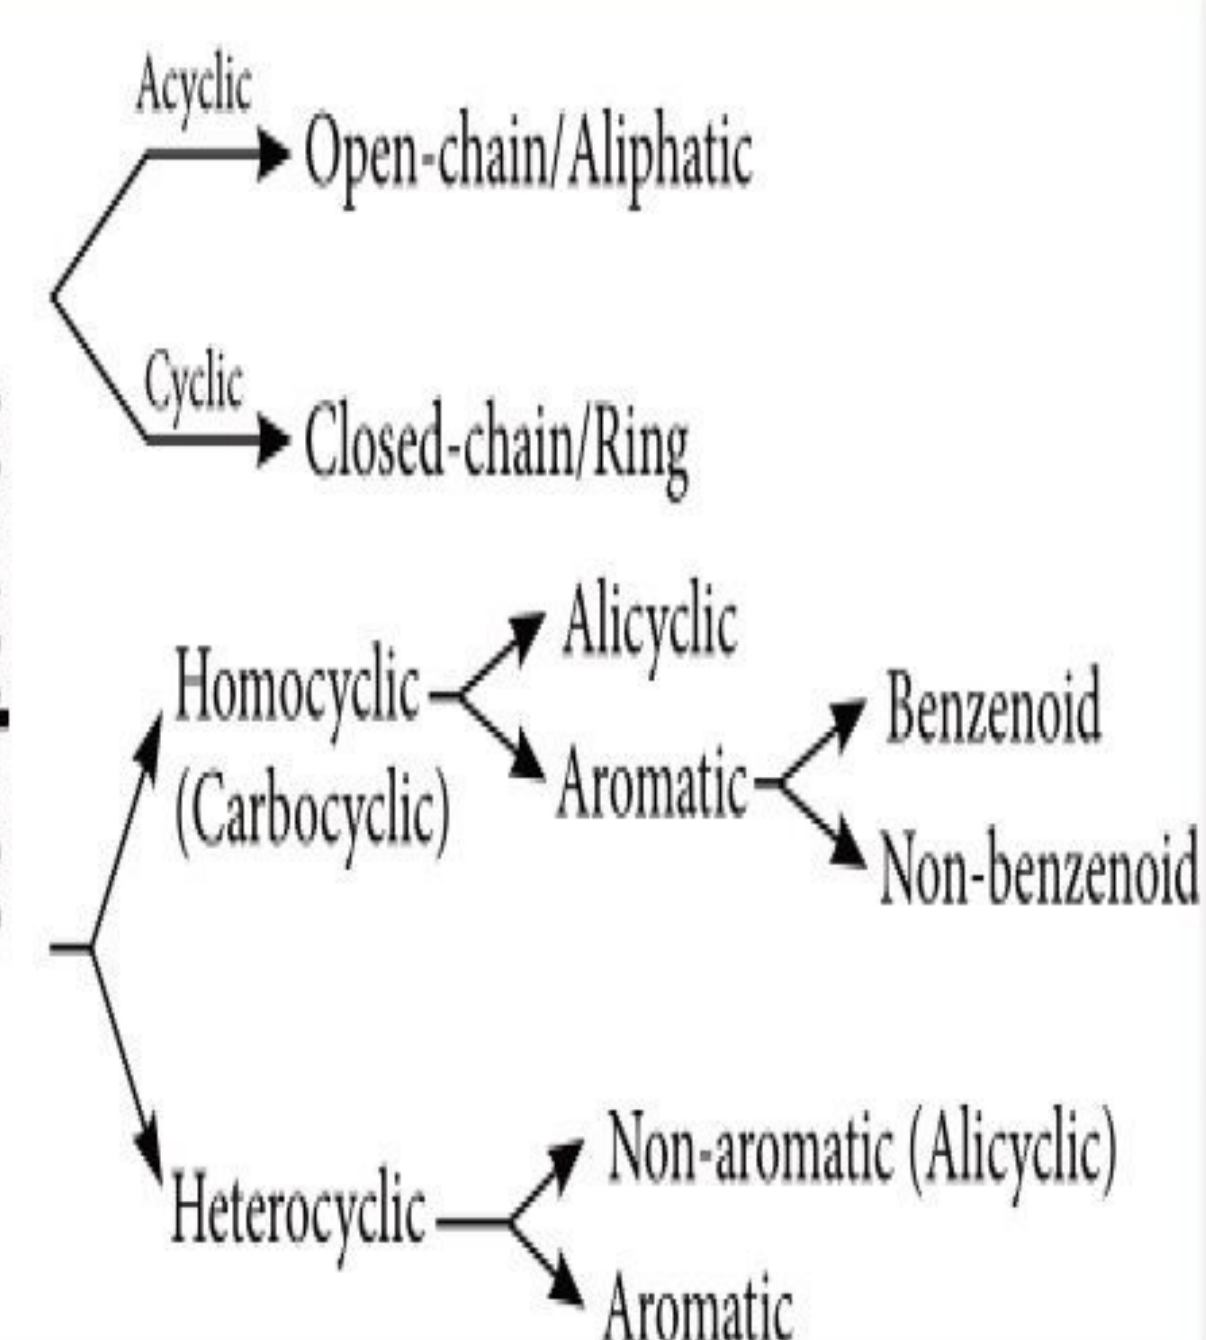 Acyclic
Open-chain/Aliphatic
Cyclic
Closed-chain/Ring
Alicyclic
Homocyclic
(Carbocyclic)
Benzenoid
Aromatic
Non-benzenoid
Non-aromatic (Alicyclic)
Heterocyclic
Aromatic